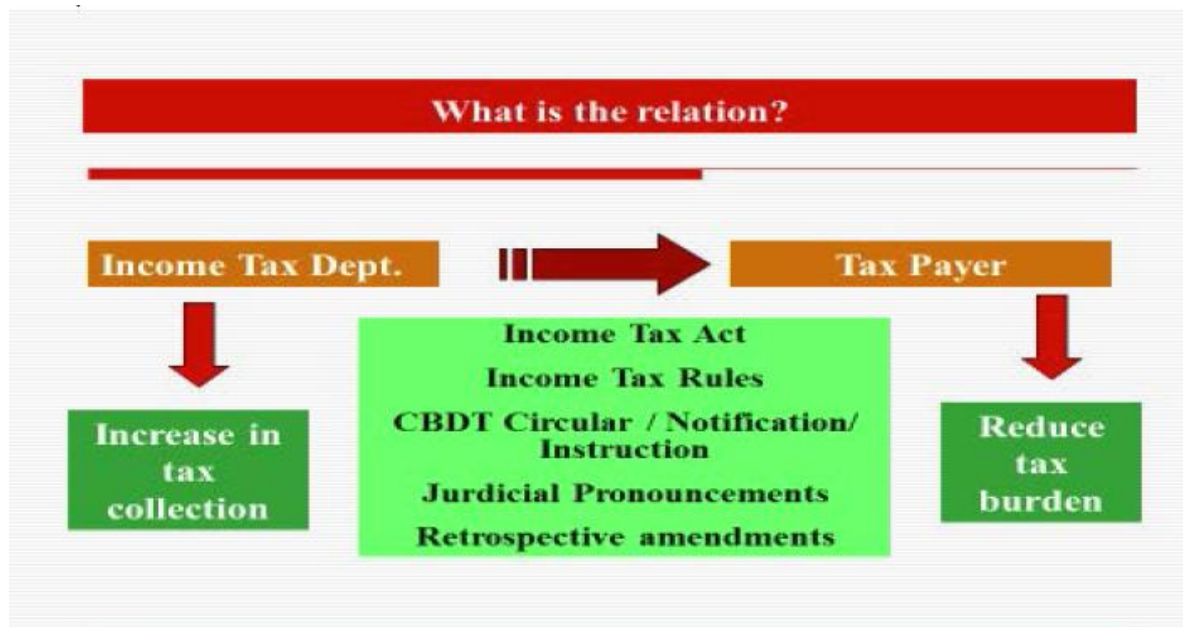 What is the relation?
Income Tax Dept.
Tax Payer
Income Tax Act
Income Tax Rules
CBDT Circular / Notification/
Instruction
Jurdicial Pronouncements
Retrospective amendments
Increase in
tax
collection
Reduce
tax
burden